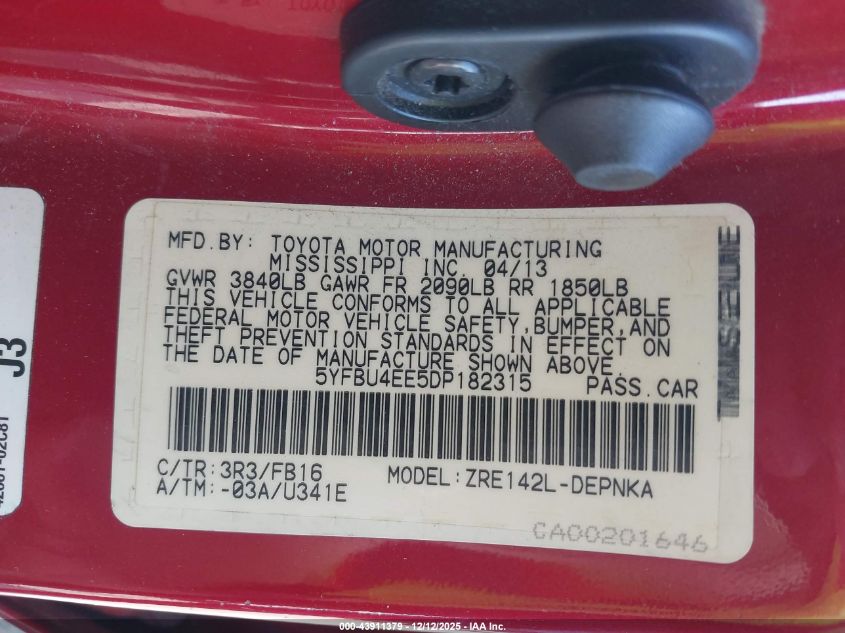 MFD.BY: TOYOTA MOTOR MANUFACTURING
MISSISSIPPI INC. 04/13
GVWR 3840LB GAWR FR 2090LB RR 1850LB
THIS VEHICLE CONFORMS TO ALL APPLICABLE
FEDERAL MOTOR VEHICLE SAFETY,BUMPER,AND
THEFT PREVENTION STANDARDS IN EFFECT ON
THE DATE OF MANUFACTURE SHOWN ABOVE.
5YFBU4EE5DP182315 PASS.CAR
C/TR:3R3/FB16 MODEL:ZRE142L-DEPNKA
A/TM:-03A/U341E
CA00201646
J3
000-43911379 - 12/12/2025 - IAA Inc.